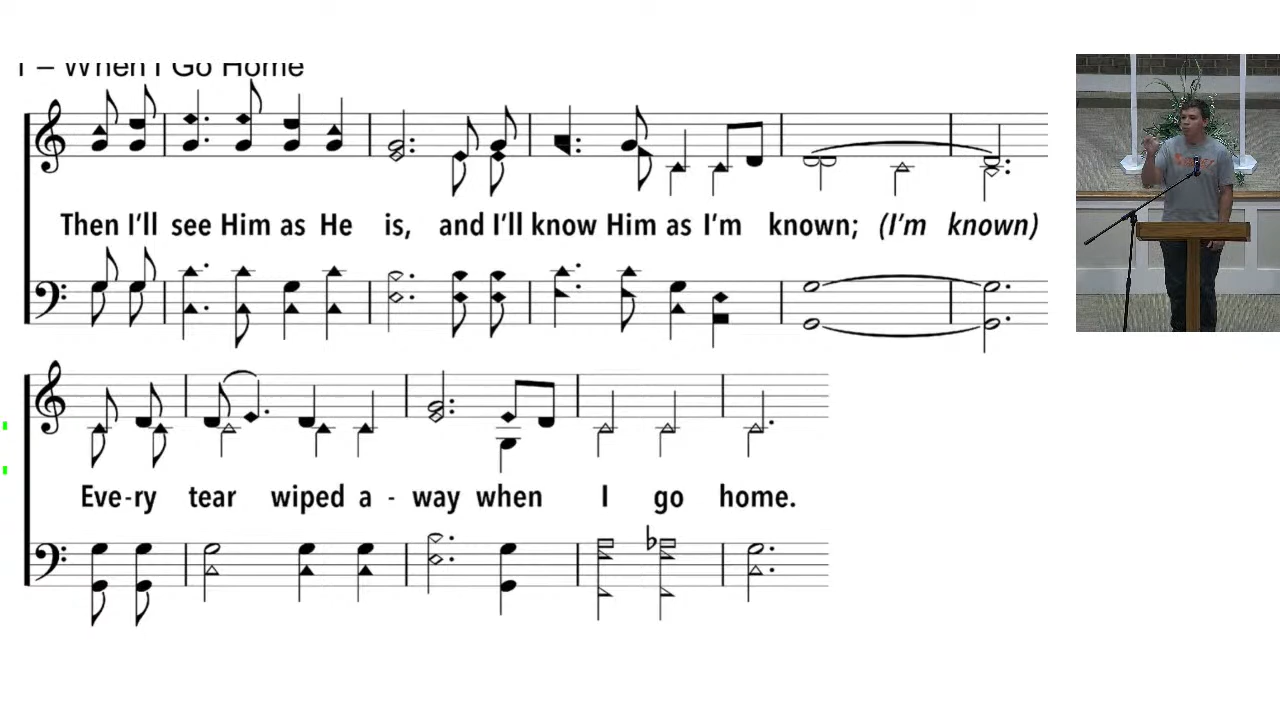 1 – When I Go Home
Then I'll see Him as He is, and I'll know Him as I'm known; (I'm known)
Eve-ry tear wiped a - way when I go home.